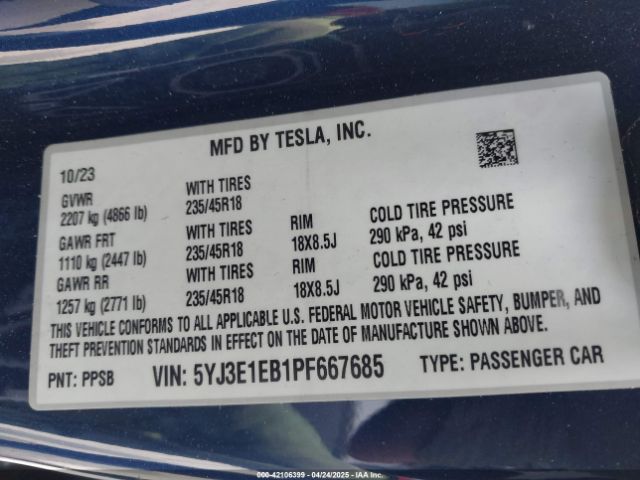 MFD BY TESLA, INC.
10/23
GVWR WITH TIRES
2207 kg (4866 lb) 235/45R18
GAWR FRT WITH TIRES RIM COLD TIRE PRESSURE
1110 kg (2447 lb) 235/45R18 18X8.5J 290 kPa, 42 psi
GAWR RR WITH TIRES RIM COLD TIRE PRESSURE
1257 kg (2771 lb) 235/45R18 18X8.5J 290 kPa, 42 psi
THIS VEHICLE CONFORMS TO ALL APPLICABLE U.S. FEDERAL MOTOR VEHICLE SAFETY, BUMPER, AND
THEFT PREVENTION STANDARDS IN EFFECT ON THE DATE OF MANUFACTURE SHOWN ABOVE.
PNT: PPSB VIN: 5YJ3E1EB1PF667685 TYPE: PASSENGER CAR
IAAI-42106399 - 04/24/2025 - Copyright IAA, Inc.